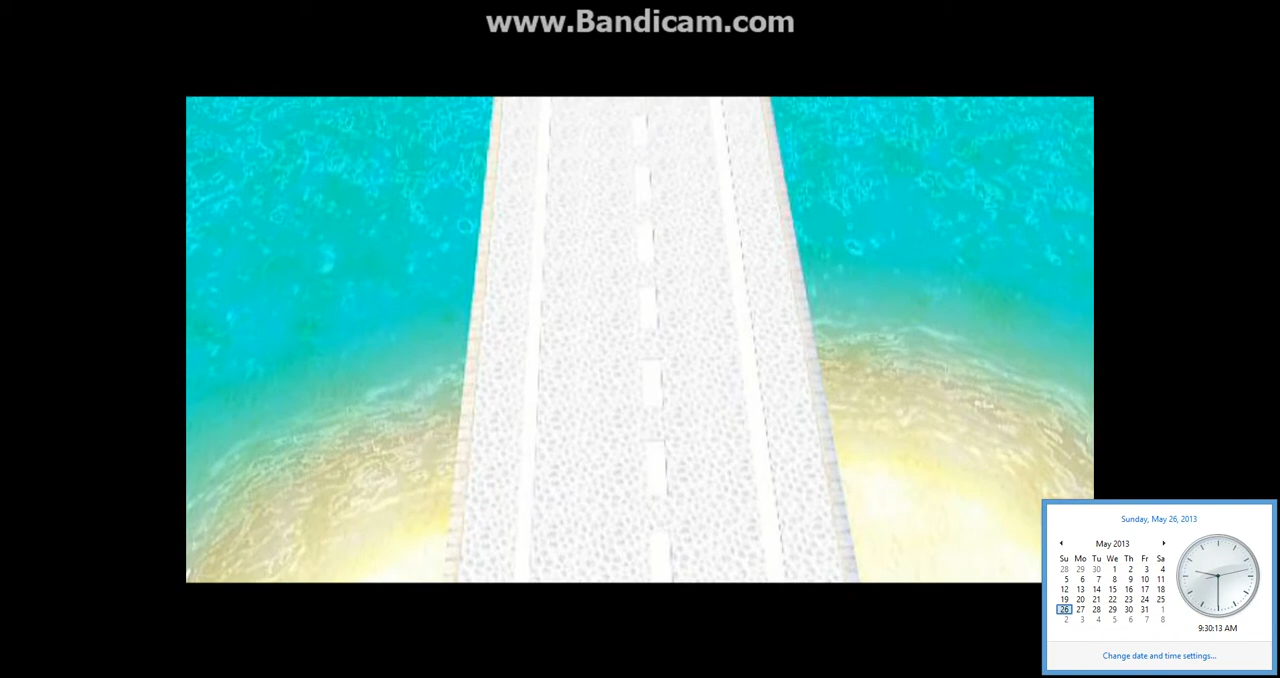 www.Bandicam.com
Sunday, May 26, 2013
May 2013
Su Mo Tu We Th Fr Sa
28 29 30 1 2 3 4
5 6 7 8 9 10 11
12 13 14 15 16 17 18
19 20 21 22 23 24 25
26 27 28 29 30 31 1
2 3 4 5 6 7 8
9:30:13 AM
Change date and time settings...